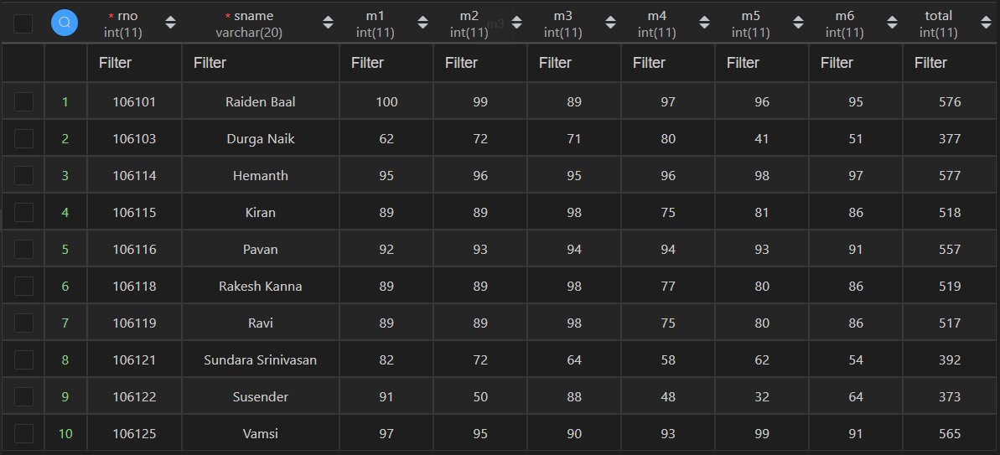 * rno * sname m1 m2 m3 m4 m5 m6 total
int(11) varchar(20) int(11) int(11) m3 int(11) int(11) int(11) int(11) int(11)
Filter Filter Filter Filter Filter Filter Filter Filter Filter
1 106101 Raiden Baal 100 99 89 97 96 95 576
2 106103 Durga Naik 62 72 71 80 41 51 377
3 106114 Hemanth 95 96 95 96 98 97 577
4 106115 Kiran 89 89 98 75 81 86 518
5 106116 Pavan 92 93 94 94 93 91 557
6 106118 Rakesh Kanna 89 89 98 77 80 86 519
7 106119 Ravi 89 89 98 75 80 86 517
8 106121 Sundara Srinivasan 82 72 64 58 62 54 392
9 106122 Susender 91 50 88 48 32 64 373
10 106125 Vamsi 97 95 90 93 99 91 565